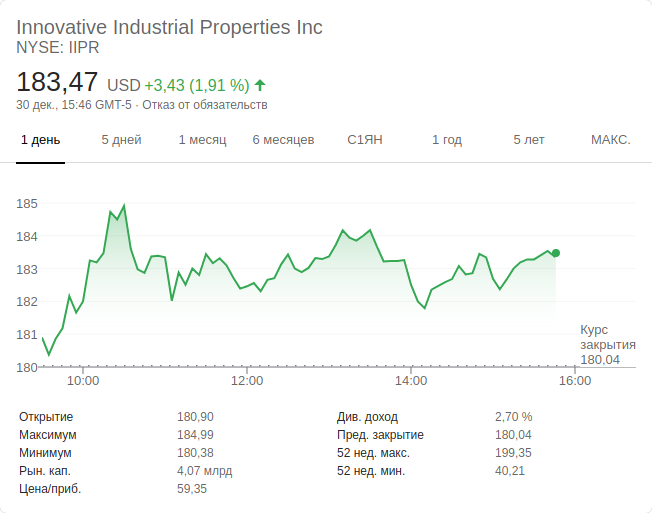 Innovative Industrial Properties Inc
NYSE: IIPR
183,47 USD +3,43 (1,91 %)
30 дек., 15:46 GMT-5 · Отказ от обязательств
1 день 5 дней 1 месяц 6 месяцев С1ЯН 1 год 5 лет МАКС.
185
184
183
182
181
180
Курс
закрытия
180,04
10:00 12:00 14:00 16:00
Открытие 180,90 Див. доход 2,70 %
Максимум 184,99 Пред. закрытие 180,04
Минимум 180,38 52 нед. макс. 199,35
Рын. кап. 4,07 млрд 52 нед. мин. 40,21
Цена/приб. 59,35